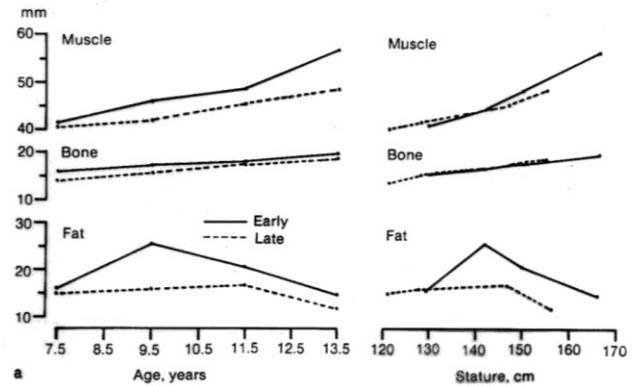 mm
60
50
40
Muscle
Muscle
20
10
Bone
Bone
30
20
10
Fat
Early
Late
Fat
7.5 8.5 9.5 10.5 11.5 12.5 13.5
120 130 140 150 160 170
a
Age, years
Stature, cm